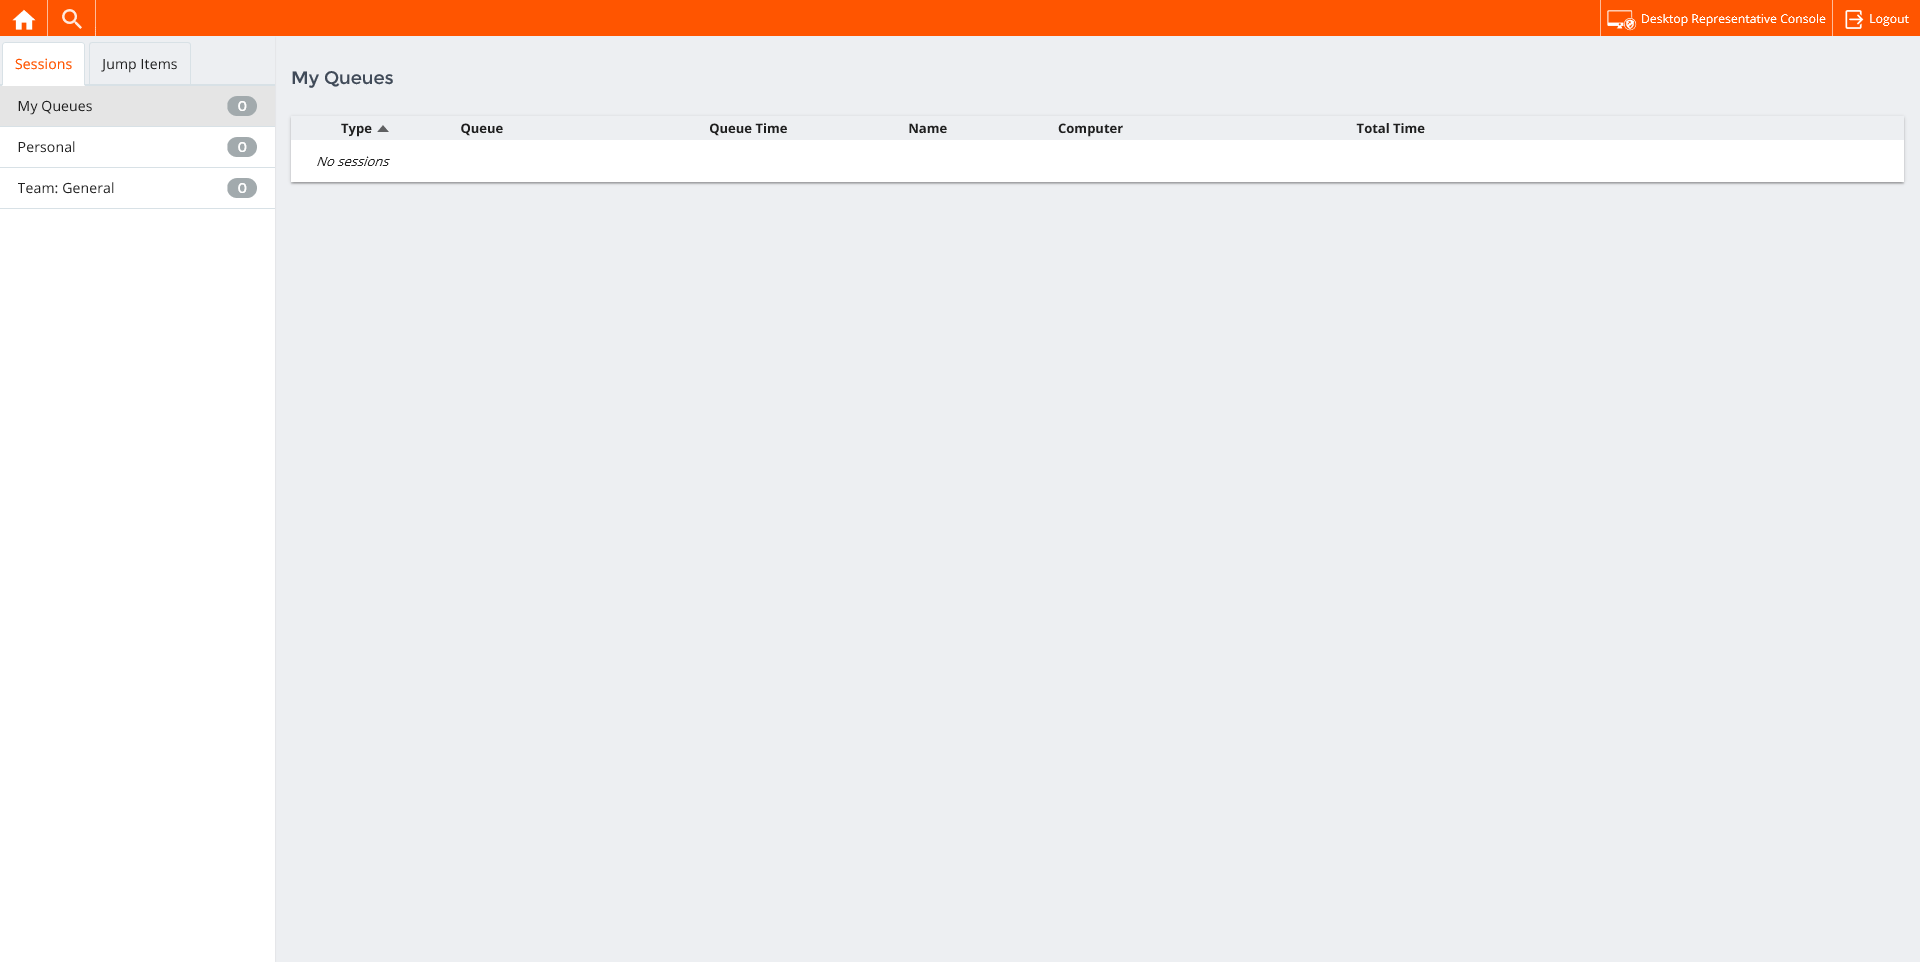 Desktop Representative Console
Logout
Sessions
Jump Items
My Queues 0
Personal 0
Team: General 0
My Queues
Type Queue Queue Time Name Computer Total Time
No sessions